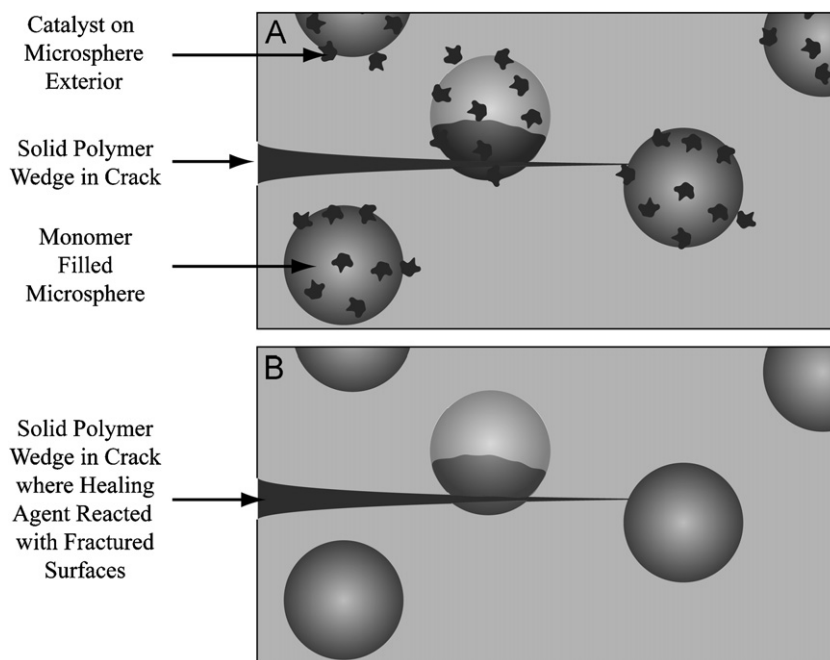 Catalyst on
Microsphere
Exterior
A
Solid Polymer
Wedge in Crack
Monomer
Filled
Microsphere
B
Solid Polymer
Wedge in Crack
where Healing
Agent Reacted
with Fractured
Surfaces